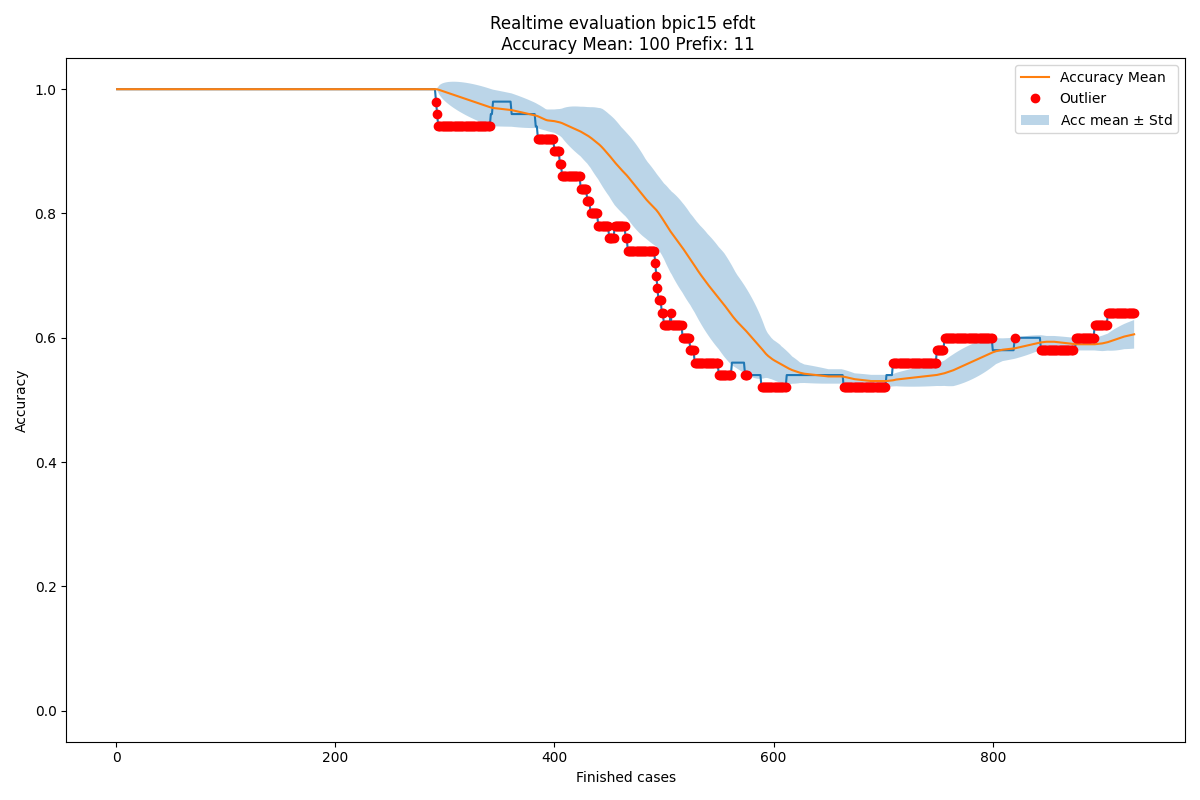 Realtime evaluation bpic15 efdt
Accuracy Mean: 100 Prefix: 11
Accuracy Mean
Outlier
Acc mean ± Std
Accuracy
1.0
0.8
0.6
0.4
0.2
0.0
0 200 400 600 800
Finished cases